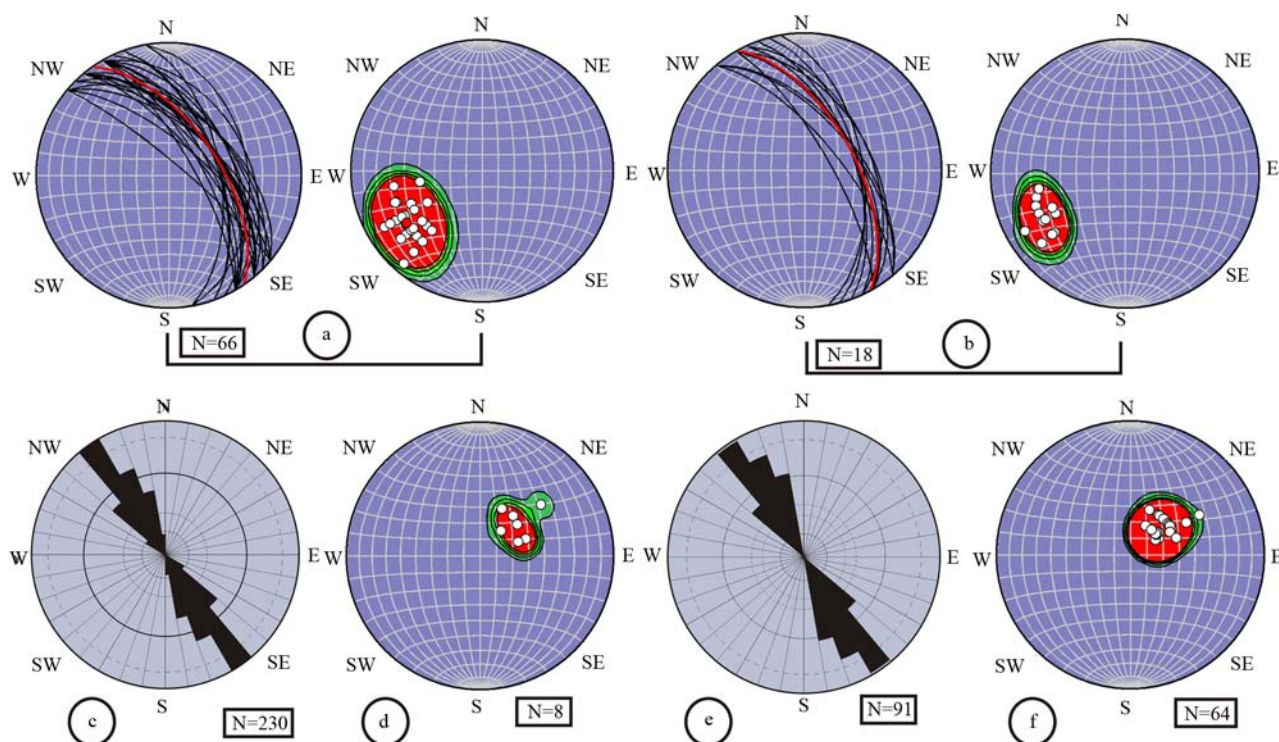 N N N N
NW NE NW NE NW NE NW NE
W E W E W E W E
SW SE SW SE SW SE SW SE
S S S S
N=66 a N=18 b
N N N N
NW NE NW NE NW NE NW NE
W E W E W E W E
SW SE SW SE SW SE SW SE
S S S S
c N=230 d N=8 e N=91 f N=64